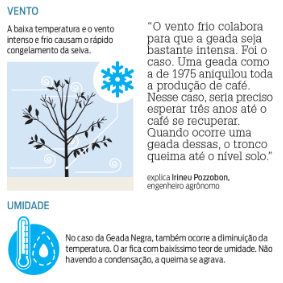 VENTO
A baixa temperatura e o vento
intenso e frio causam o rápido
congelamento da seiva.
“O vento frio colabora
para que a geada seja
bastante intensa. Foi o
caso. Uma geada como
a de 1975 aniquilou toda
a produção de café.
Nesse caso, seria preciso
esperar três anos até o
café se recuperar.
Quando ocorre uma
geada dessas, o tronco
queima até o nível solo.”
explica Irineu Pozzobon,
engenheiro agrônomo
UMIDADE
No caso da Geada Negra, também ocorre a diminuição da
temperatura. O ar fica com baixíssimo teor de umidade. Não
havendo a condensação, a queima se agrava.